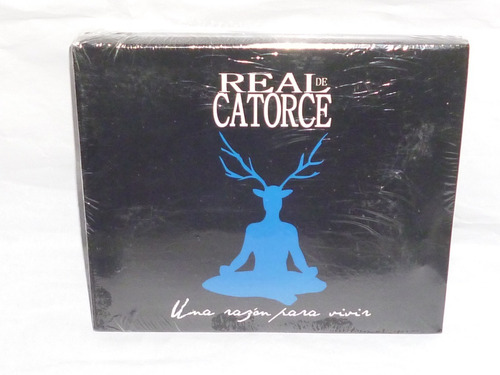 REAL DE
CATORCE
Una razón para vivir